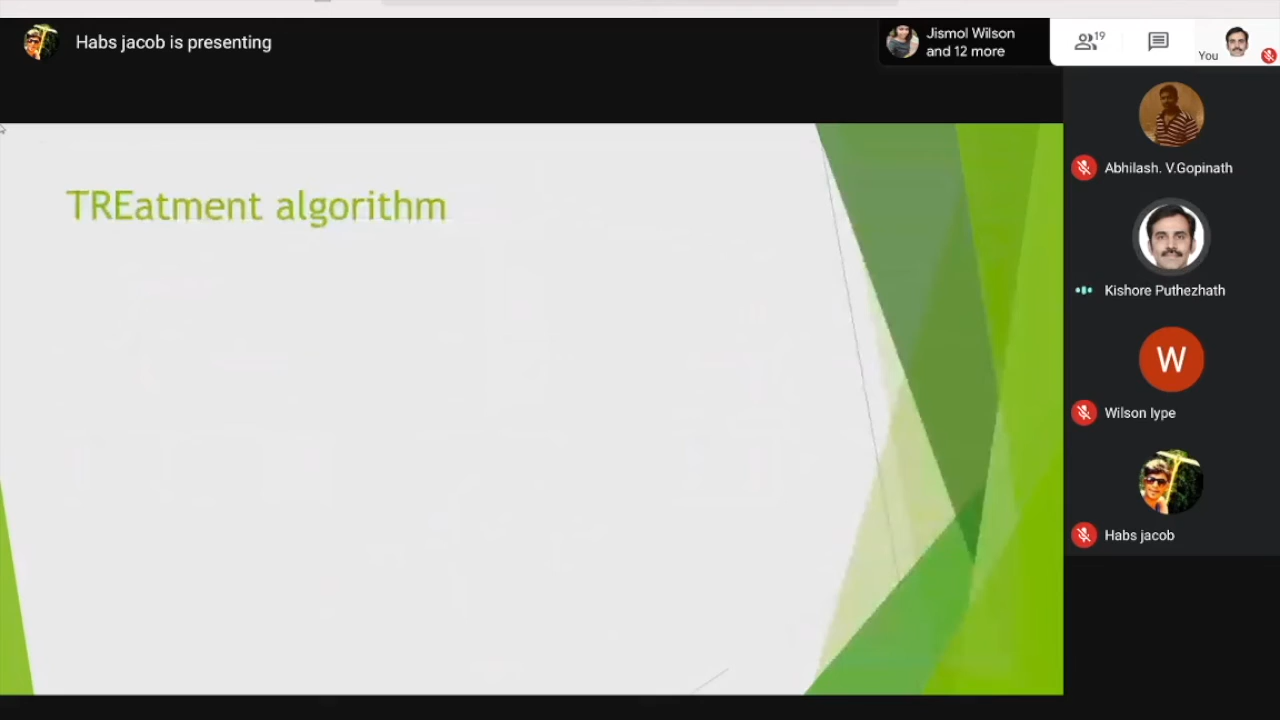 Habs jacob is presenting
Jismol Wilson
and 12 more
19
You
TREatment algorithm
Abhilash. V.Gopinath
Kishore Puthezhath
W
Wilson Iype
Habs jacob